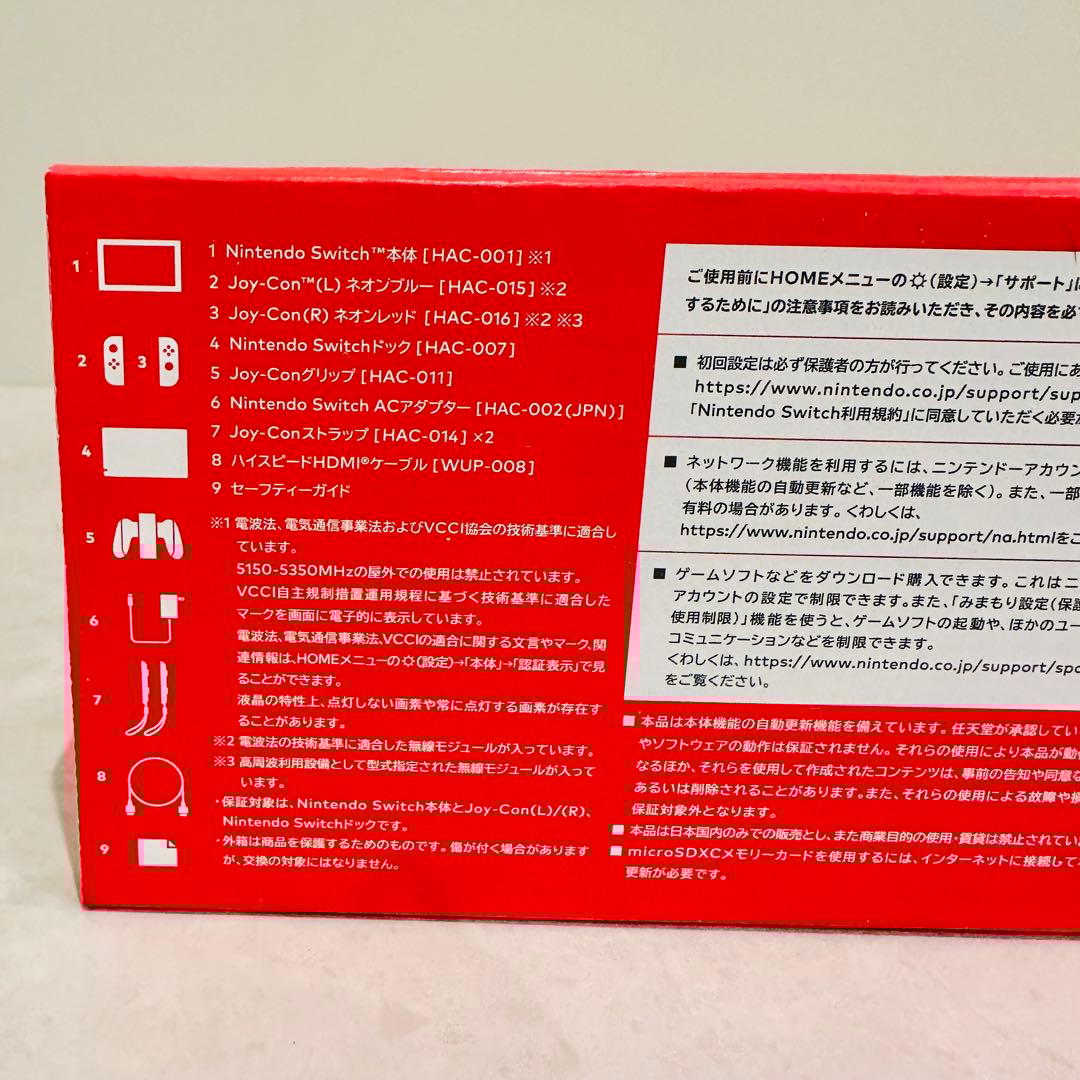 1
2
3
4
5
6
7
8
9
1 Nintendo Switch™本体 [HAC-001] ※1
2 Joy-Con™(L) ネオンブルー [HAC-015] ※2
3 Joy-Con(R) ネオンレッド [HAC-016] ※2 ※3
4 Nintendo Switchドック [HAC-007]
5 Joy-Conグリップ [HAC-011]
6 Nintendo Switch ACアダプター [HAC-002(JPN)]
7 Joy-Conストラップ [HAC-014] ×2
8 ハイスピードHDMI®ケーブル [WUP-008]
9 セーフティーガイド
※1 電波法、電気通信事業法およびVCCI協会の技術基準に適合し
ています。
5150-5350MHzの屋外での使用は禁止されています。
VCCI自主規制措置運用規程に基づく技術基準に適合した
マークを画面に電子的に表示しています。
電波法、電気通信事業法、VCCIの適合に関する文言やマーク、関
連情報は、HOMEメニューの(設定)→「本体」→「認証表示」で見
ることができます。
液晶の特性上、点灯しない画素や常に点灯する画素が存在す
ることがあります。
※2 電波法の技術基準に適合した無線モジュールが入っています。
※3 高周波利用設備として型式指定された無線モジュールが入って
います。
・保証対象は、Nintendo Switch本体とJoy-Con(L)/(R)、
Nintendo Switchドックです。
・外箱は商品を保護するためのものです。傷が付く場合があります
が、交換の対象にはなりません。
ご使用前にHOMEメニューの(設定)→「サポート」に
するために」の注意事項をお読みいただき、その内容を必
■ 初回設定は必ず保護者の方が行ってください。ご使用にあ
https://www.nintendo.co.jp/support/sup
「Nintendo Switch利用規約」に同意していただく必要
■ ネットワーク機能を利用するには、ニンテンドーアカウン
(本体機能の自動更新など、一部機能を除く)。また、一部
有料の場合があります。くわしくは、
https://www.nintendo.co.jp/support/na.htmlをこ
■ ゲームソフトなどをダウンロード購入できます。これはニ
アカウントの設定で制限できます。また、「みまもり設定(保護
使用制限)」機能を使うと、ゲームソフトの起動や、ほかのユー
コミュニケーションなどを制限できます。
くわしくは、https://www.nintendo.co.jp/support/spc
をご覧ください。
■ 本品は本体機能の自動更新機能を備えています。任天堂が承認してい
やソフトウェアの動作は保証されません。それらの使用により本品が動
なるほか、それらを使用して作成されたコンテンツは、事前の告知や同意な
あるいは削除されることがあります。また、それらの使用による故障や損
保証対象外となります。
■ 本品は日本国内のみでの販売とし、また商業目的の使用・賃貸は禁止されてい
■ microSDXCメモリーカードを使用するには、インターネットに接続して
更新が必要です。